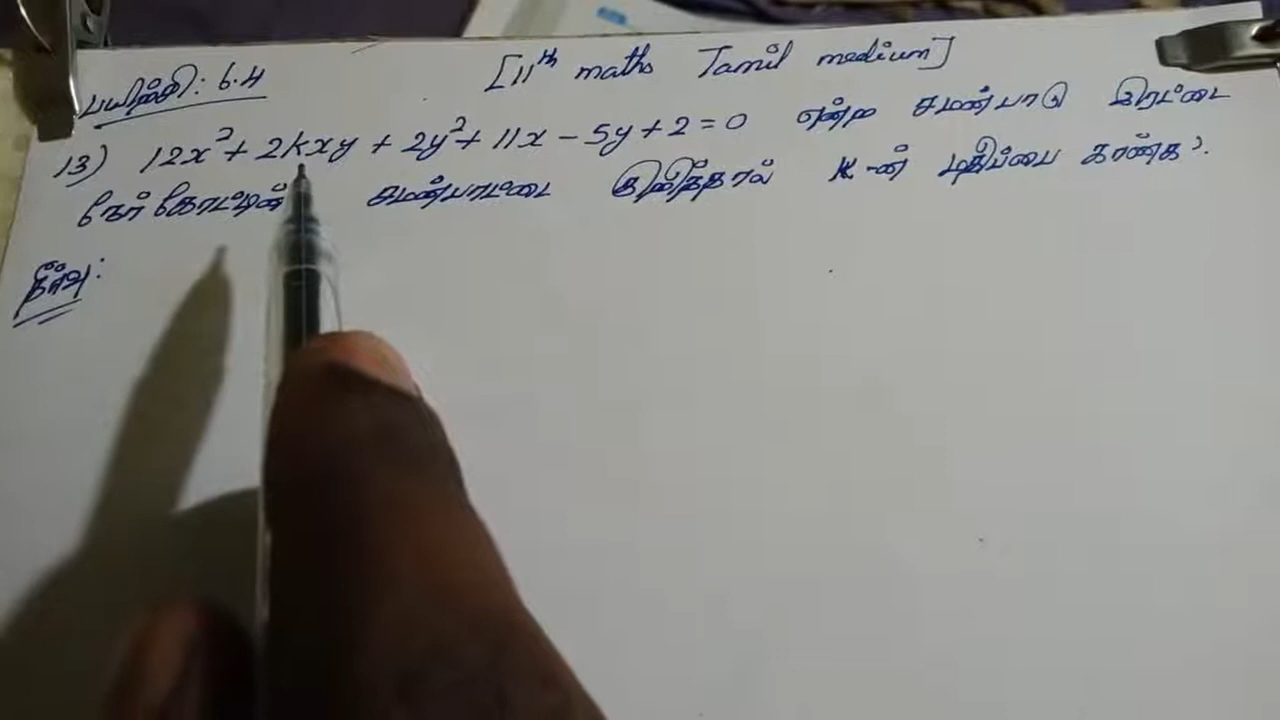 [11th maths Tamil medium]
பயிற்சி: 6.4
13) 12x² + 2kxy + 2y² + 11x - 5y + 2 = 0 என்ற சமன்பாடு இரட்டை
நேர்கோட்டின் சமன்பாட்டை குறித்தால் K-ன் மதிப்பை காண்க?.
தீர்வு: